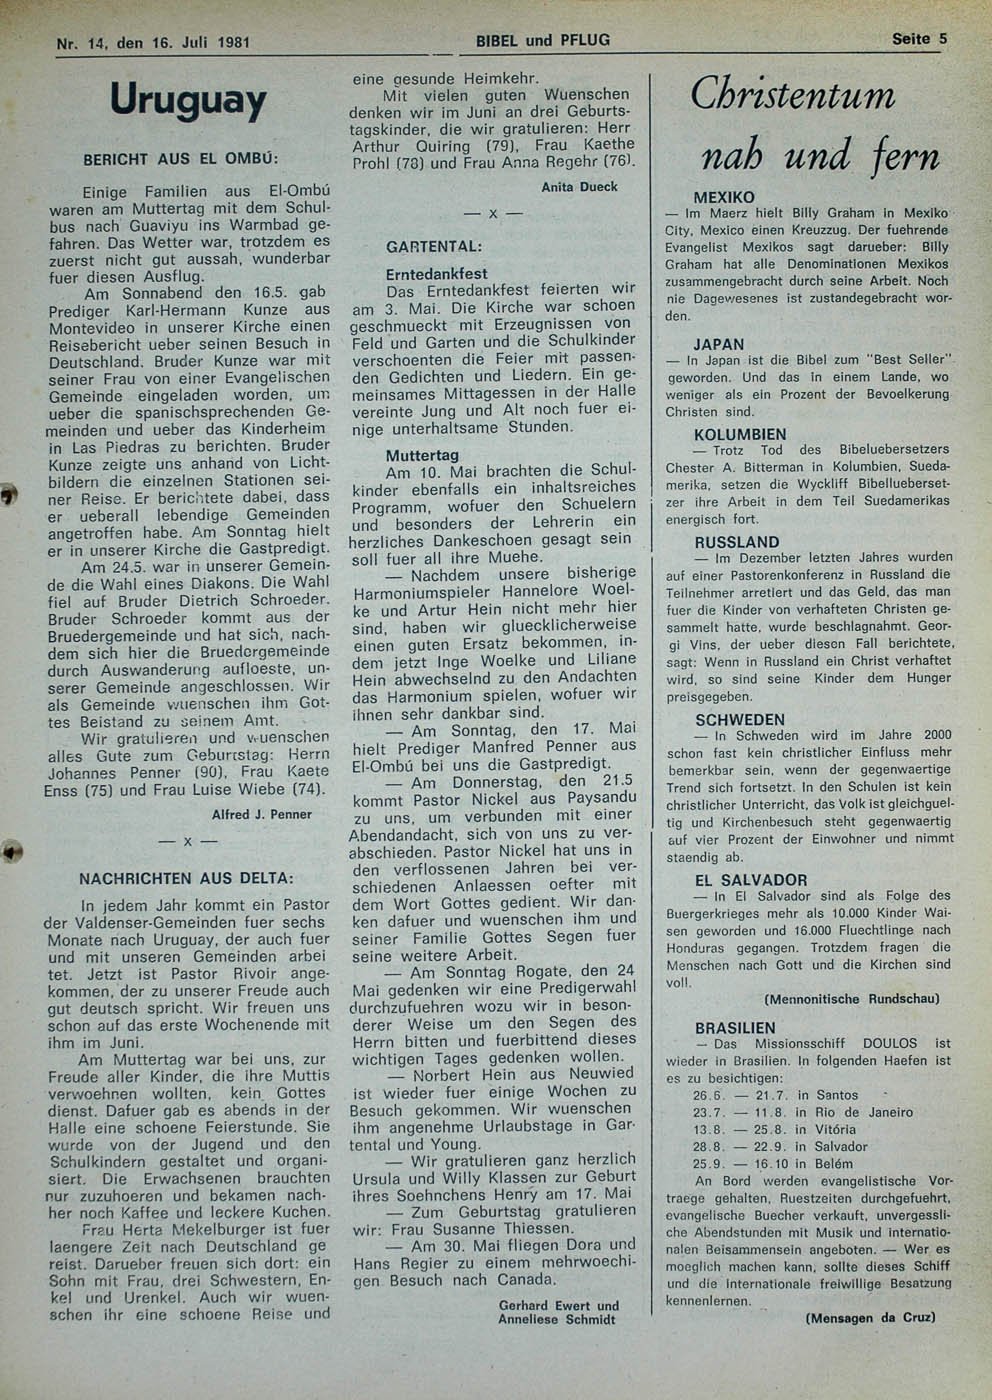 Nr. 14, den 16. Juli 1981
BIBEL und PFLUG
Seite 5
Uruguay
BERICHT AUS EL OMBÚ:
Einige Familien aus El-Ombú
waren am Muttertag mit dem Schul-
bus nach Guaviyu ins Warmbad ge-
fahren. Das Wetter war, trotzdem es
zuerst nicht gut aussah, wunderbar
fuer diesen Ausflug.
Am Sonnabend den 16.5. gab
Prediger Karl-Hermann Kunze aus
Montevideo in unserer Kirche einen
Reisebericht ueber seinen Besuch in
Deutschland. Bruder Kunze war mit
seiner Frau von einer Evangelischen
Gemeinde eingeladen worden, um
ueber die spanischsprechenden Ge-
meinden und ueber das Kinderheim
in Las Piedras zu berichten. Bruder
Kunze zeigte uns anhand von Licht-
bildern die einzelnen Stationen sei-
ner Reise. Er berichtete dabei, dass
er ueberall lebendige Gemeinden
angetroffen habe. Am Sonntag hielt
er in unserer Kirche die Gastpredigt.
Am 24.5. war in unserer Gemein-
de die Wahl eines Diakons. Die Wahl
fiel auf Bruder Dietrich Schroeder.
Bruder Schroeder kommt aus der
Bruedergemeinde und hat sich, nach-
dem sich hier die Bruedergemeinde
durch Auswanderung aufloeste, un-
serer Gemeinde angeschlossen. Wir
als Gemeinde wuenschen ihm Got-
tes Beistand zu seinem Amt.
Wir gratulieren und wuenschen
alles Gute zum Geburtstag: Herrn
Johannes Penner (90), Frau Kaete
Enss (75) und Frau Luise Wiebe (74).
Alfred J. Penner
— x —
NACHRICHTEN AUS DELTA:
In jedem Jahr kommt ein Pastor
der Valdenser-Gemeinden fuer sechs
Monate nach Uruguay, der auch fuer
und mit unseren Gemeinden arbei
tet. Jetzt ist Pastor Rivoir ange-
kommen, der zu unserer Freude auch
gut deutsch spricht. Wir freuen uns
schon auf das erste Wochenende mit
ihm im Juni.
Am Muttertag war bei uns, zur
Freude aller Kinder, die ihre Muttis
verwoehnen wollten, kein Gottes
dienst. Dafuer gab es abends in der
Halle eine schoene Feierstunde. Sie
wurde von der Jugend und den
Schulkindern gestaltet und organi-
siert. Die Erwachsenen brauchten
nur zuzuhoeren und bekamen nach-
her noch Kaffee und leckere Kuchen.
Frau Herta Mekelburger ist fuer
laengere Zeit nach Deutschland ge
reist. Darueber freuen sich dort: ein
Sohn mit Frau, drei Schwestern, En-
kel und Urenkel. Auch wir wuen-
schen ihr eine schoene Reise und
eine gesunde Heimkehr.
Mit vielen guten Wuenschen
denken wir im Juni an drei Geburts-
tagskinder, die wir gratulieren: Herr
Arthur Quiring (79), Frau Kaethe
Prohl (78) und Frau Anna Regehr (76).
Anita Dueck
— x —
GARTENTAL:
Erntedankfest
Das Erntedankfest feierten wir
am 3. Mai. Die Kirche war schoen
geschmueckt mit Erzeugnissen von
Feld und Garten und die Schulkinder
verschoenten die Feier mit passen-
den Gedichten und Liedern. Ein ge-
meinsames Mittagessen in der Halle
vereinte Jung und Alt noch fuer ei-
nige unterhaltsame Stunden.
Muttertag
Am 10. Mai brachten die Schul-
kinder ebenfalls ein inhaltsreiches
Programm, wofuer den Schuelern
und besonders der Lehrerin ein
herzliches Dankeschoen gesagt sein
soll fuer all ihre Muehe.
— Nachdem unsere bisherige
Harmoniumspieler Hannelore Woel-
ke und Artur Hein nicht mehr hier
sind, haben wir gluecklicherweise
einen guten Ersatz bekommen, in-
dem jetzt Inge Woelke und Liliane
Hein abwechselnd zu den Andachten
das Harmonium spielen, wofuer wir
ihnen sehr dankbar sind.
— Am Sonntag, den 17. Mai
hielt Prediger Manfred Penner aus
El-Ombú bei uns die Gastpredigt.
— Am Donnerstag, den 21.5
kommt Pastor Nickel aus Paysandu
zu uns, um verbunden mit einer
Abendandacht, sich von uns zu ver-
abschieden. Pastor Nickel hat uns in
den verflossenen Jahren bei ver-
schiedenen Anlaessen oefter mit
dem Wort Gottes gedient. Wir dan-
ken dafuer und wuenschen ihm und
seiner Familie Gottes Segen fuer
seine weitere Arbeit.
— Am Sonntag Rogate, den 24
Mai gedenken wir eine Predigerwahl
durchzufuehren wozu wir in beson-
derer Weise um den Segen des
Herrn bitten und fuerbittend dieses
wichtigen Tages gedenken wollen.
— Norbert Hein aus Neuwied
ist wieder fuer einige Wochen zu
Besuch gekommen. Wir wuenschen
ihm angenehme Urlaubstage in Gar-
tental und Young.
— Wir gratulieren ganz herzlich
Ursula und Willy Klassen zur Geburt
ihres Soehnchens Henry am 17. Mai
— Zum Geburtstag gratulieren
wir: Frau Susanne Thiessen.
— Am 30. Mai fliegen Dora und
Hans Regier zu einem mehrwoechi-
gen Besuch nach Canada.
Gerhard Ewert und
Anneliese Schmidt
Christentum
nah und fern
MEXIKO
— Im Maerz hielt Billy Graham in Mexiko
City, Mexico einen Kreuzzug. Der fuehrende
Evangelist Mexikos sagt darueber: Billy
Graham hat alle Denominationen Mexikos
zusammengebracht durch seine Arbeit. Noch
nie Dagewesenes ist zustandegebracht wor-
den.
JAPAN
— In Japan ist die Bibel zum "Best Seller"
geworden. Und das in einem Lande, wo
weniger als ein Prozent der Bevoelkerung
Christen sind.
KOLUMBIEN
— Trotz Tod des Bibeluebersetzers
Chester A. Bitterman in Kolumbien, Sueda-
merika, setzen die Wyckliff Bibellueberset-
zer ihre Arbeit in dem Teil Suedamerikas
energisch fort.
RUSSLAND
— Im Dezember letzten Jahres wurden
auf einer Pastorenkonferenz in Russland die
Teilnehmer arretiert und das Geld, das man
fuer die Kinder von verhafteten Christen ge-
sammelt hatte, wurde beschlagnahmt. Geor-
gi Vins, der ueber diesen Fall berichtete,
sagt: Wenn in Russland ein Christ verhaftet
wird, so sind seine Kinder dem Hunger
preisgegeben.
SCHWEDEN
— In Schweden wird im Jahre 2000
schon fast kein christlicher Einfluss mehr
bemerkbar sein, wenn der gegenwaertige
Trend sich fortsetzt. In den Schulen ist kein
christlicher Unterricht, das Volk ist gleichguel-
tig und Kirchenbesuch steht gegenwaertig
auf vier Prozent der Einwohner und nimmt
staendig ab.
EL SALVADOR
— In El Salvador sind als Folge des
Buergerkrieges mehr als 10.000 Kinder Wai-
sen geworden und 16.000 Fluechtlinge nach
Honduras gegangen. Trotzdem fragen die
Menschen nach Gott und die Kirchen sind
voll.
(Mennonitische Rundschau)
BRASILIEN
— Das Missionsschiff DOULOS ist
wieder in Brasilien. In folgenden Haefen ist
es zu besichtigen:
26.6. — 21.7. in Santos
23.7. — 11.8. in Rio de Janeiro
13.8. — 25.8. in Vitória
28.8. — 22.9. in Salvador
25.9. — 16.10 in Belém
An Bord werden evangelistische Vor-
traege gehalten, Ruestzeiten durchgefuehrt,
evangelische Buecher verkauft, unvergessli-
che Abendstunden mit Musik und internatio-
nalen Beisammensein angeboten. — Wer es
moeglich machen kann, sollte dieses Schiff
und die internationale freiwillige Besatzung
kennenlernen.
(Mensagen da Cruz)